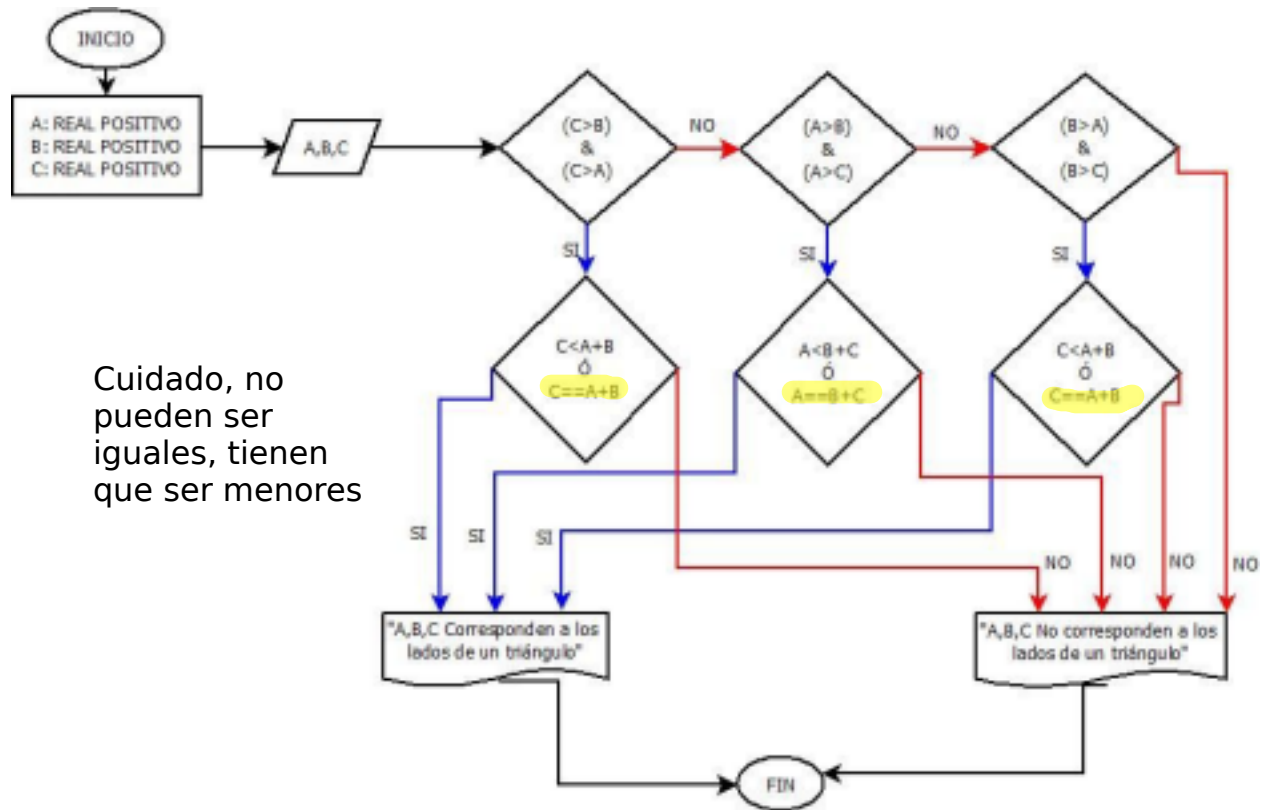 INICIO
A: REAL POSITIVO
B: REAL POSITIVO
C: REAL POSITIVO
A,B,C
(C>B)
&
(C>A)
NO
(A>B)
&
(A>C)
NO
(B>A)
&
(B>C)
SI
SI
SI
C<A+B
Ó
C==A+B
A<B+C
Ó
A==B+C
C<A+B
Ó
C==A+B
Cuidado, no
pueden ser
iguales, tienen
que ser menores
SI
SI
SI
NO
NO
NO
NO
"A,B,C Corresponden a los
lados de un triángulo"
"A,B,C No corresponden a los
lados de un triángulo"
FIN